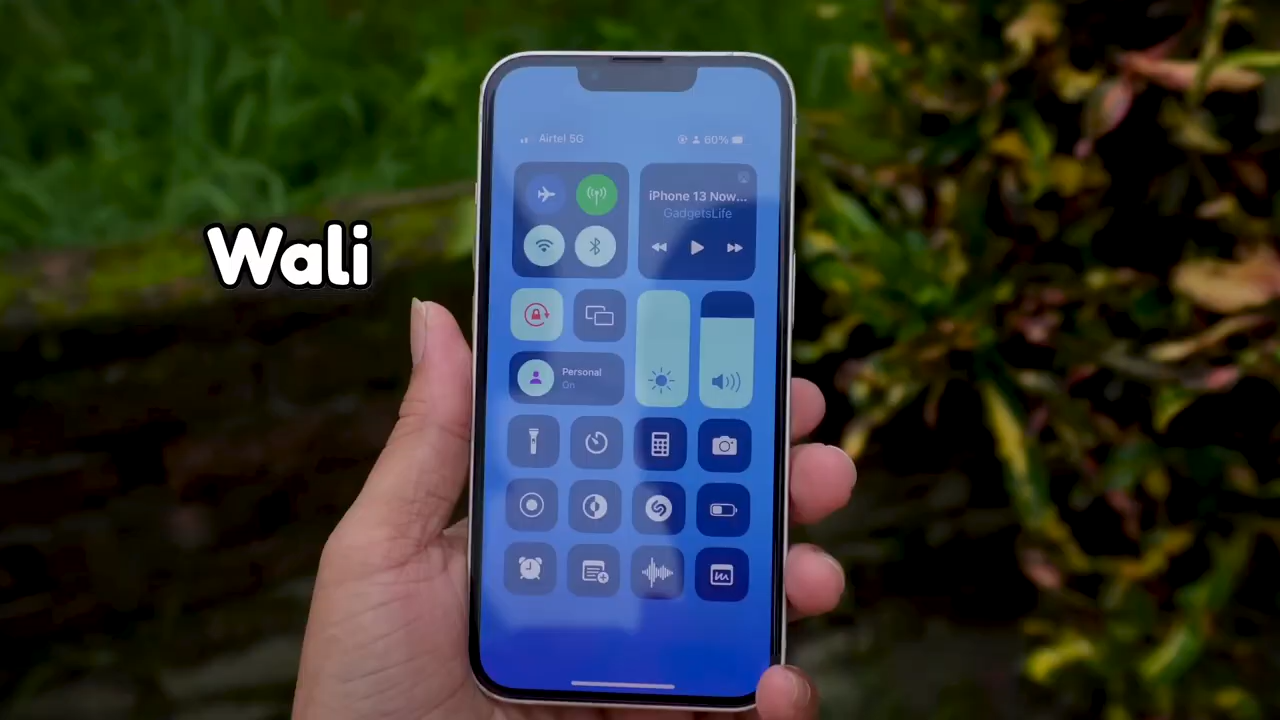 Wali
Airtel 5G
60%
iPhone 13 Now...
GadgetsLife
Personal
On